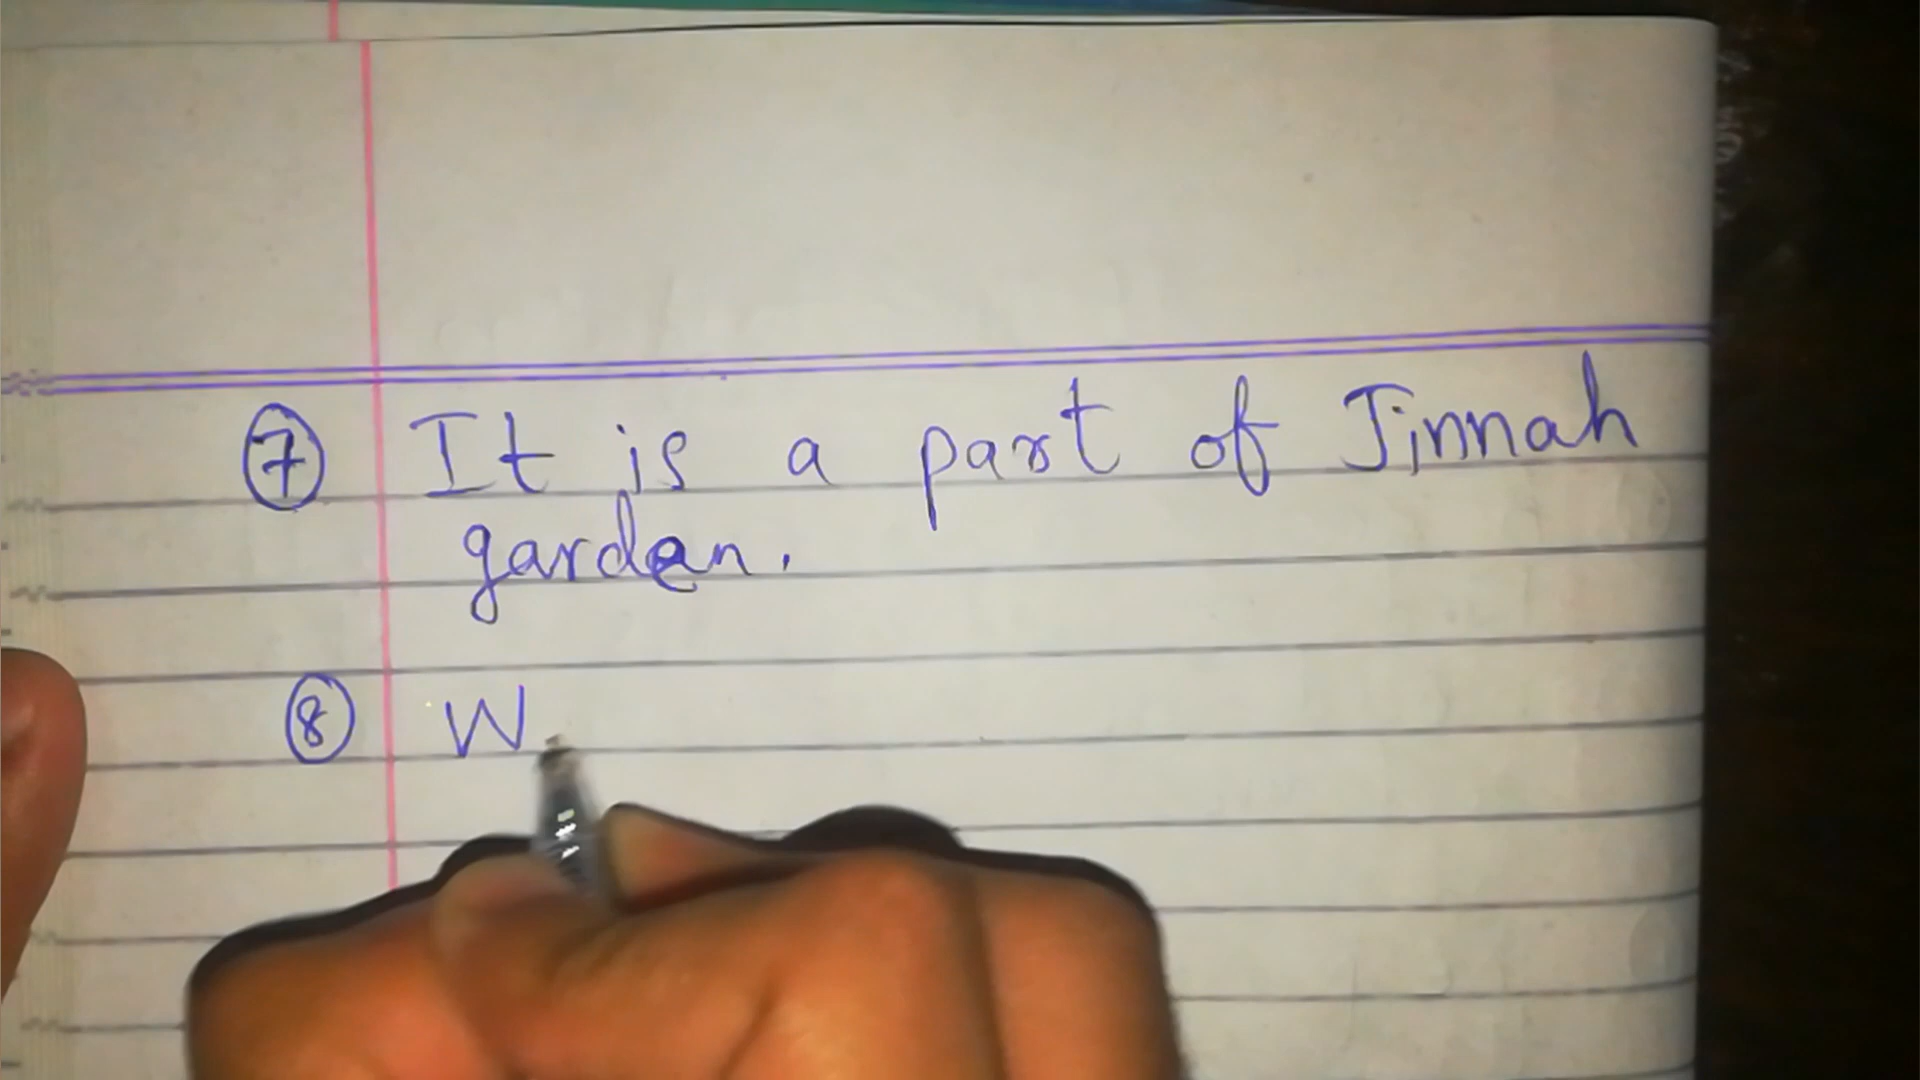 ⑦ It is a part of Jinnah
garden.
⑧ W